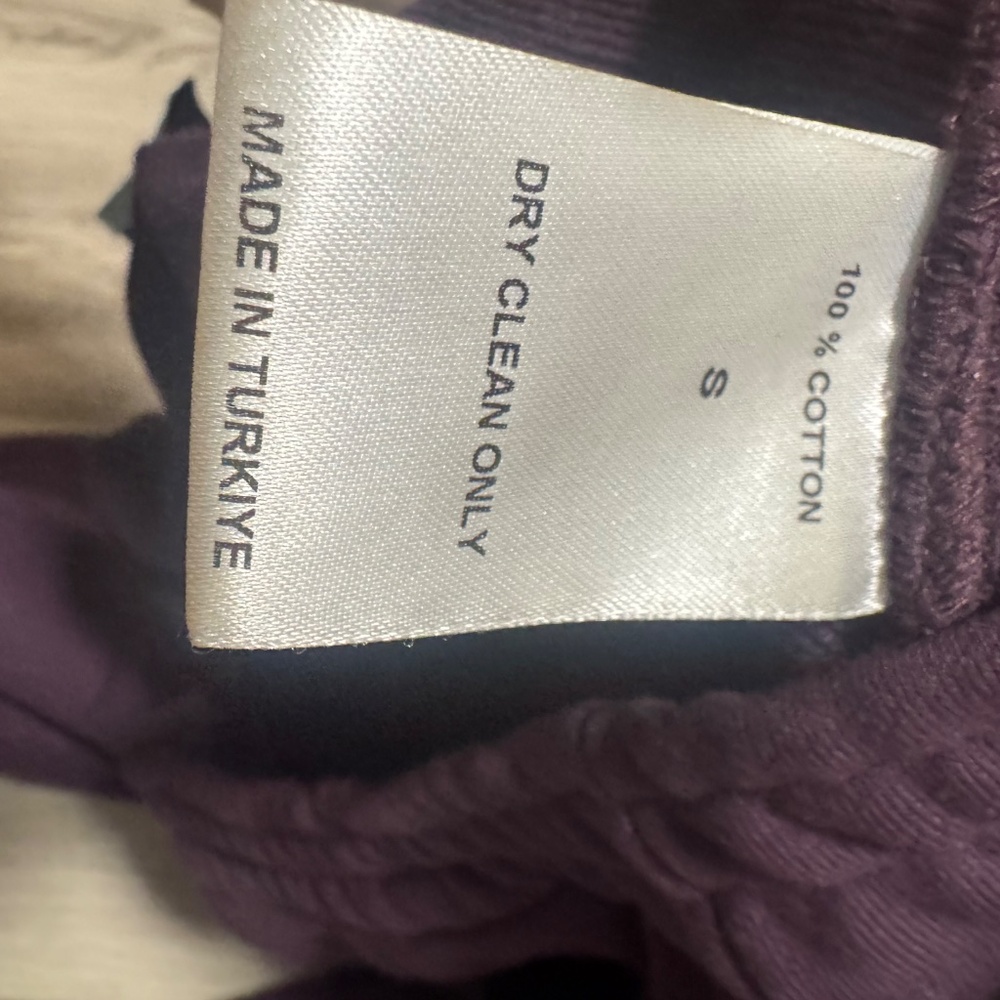 100 % COTTON
S
DRY CLEAN ONLY
MADE IN TURKIYE